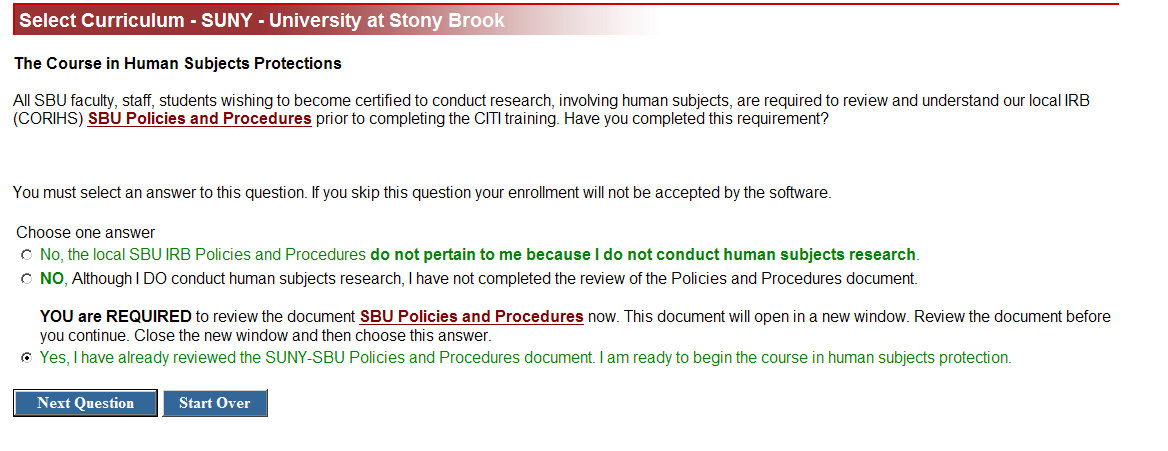 Select Curriculum - SUNY - University at Stony Brook
The Course in Human Subjects Protections
All SBU faculty, staff, students wishing to become certified to conduct research, involving human subjects, are required to review and understand our local IRB
(CORIHS) SBU Policies and Procedures prior to completing the CITI training. Have you completed this requirement?
You must select an answer to this question. If you skip this question your enrollment will not be accepted by the software.
Choose one answer
No, the local SBU IRB Policies and Procedures do not pertain to me because I do not conduct human subjects research.
NO, Although I DO conduct human subjects research, I have not completed the review of the Policies and Procedures document.
YOU are REQUIRED to review the document SBU Policies and Procedures now. This document will open in a new window. Review the document before
you continue. Close the new window and then choose this answer.
Yes, I have already reviewed the SUNY-SBU Policies and Procedures document. I am ready to begin the course in human subjects protection.
Next Question Start Over